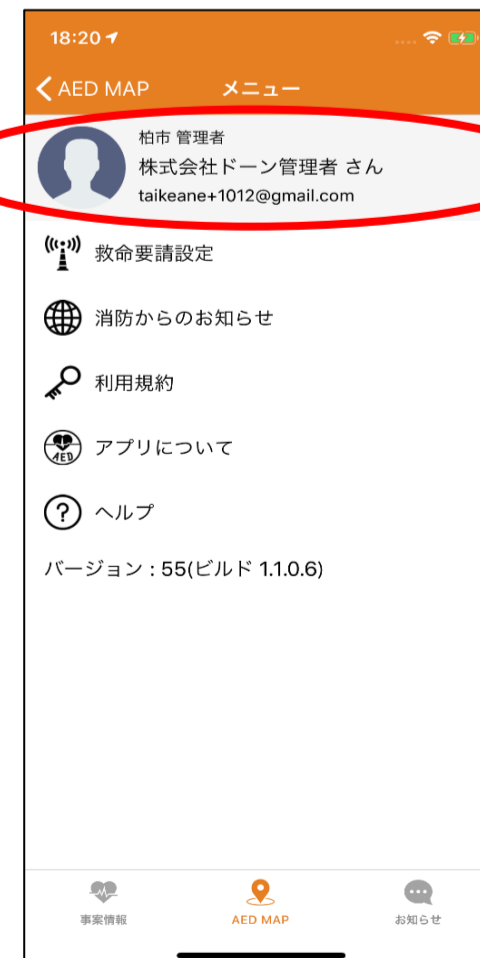 18:20
AED MAP
メニュー
柏市 管理者
株式会社ドーン管理者 さん
taikeane+1012@gmail.com
救命要請設定
消防からのお知らせ
利用規約
AED
アプリについて
ヘルプ
バージョン : 55(ビルド 1.1.0.6)
事案情報
AED MAP
お知らせ